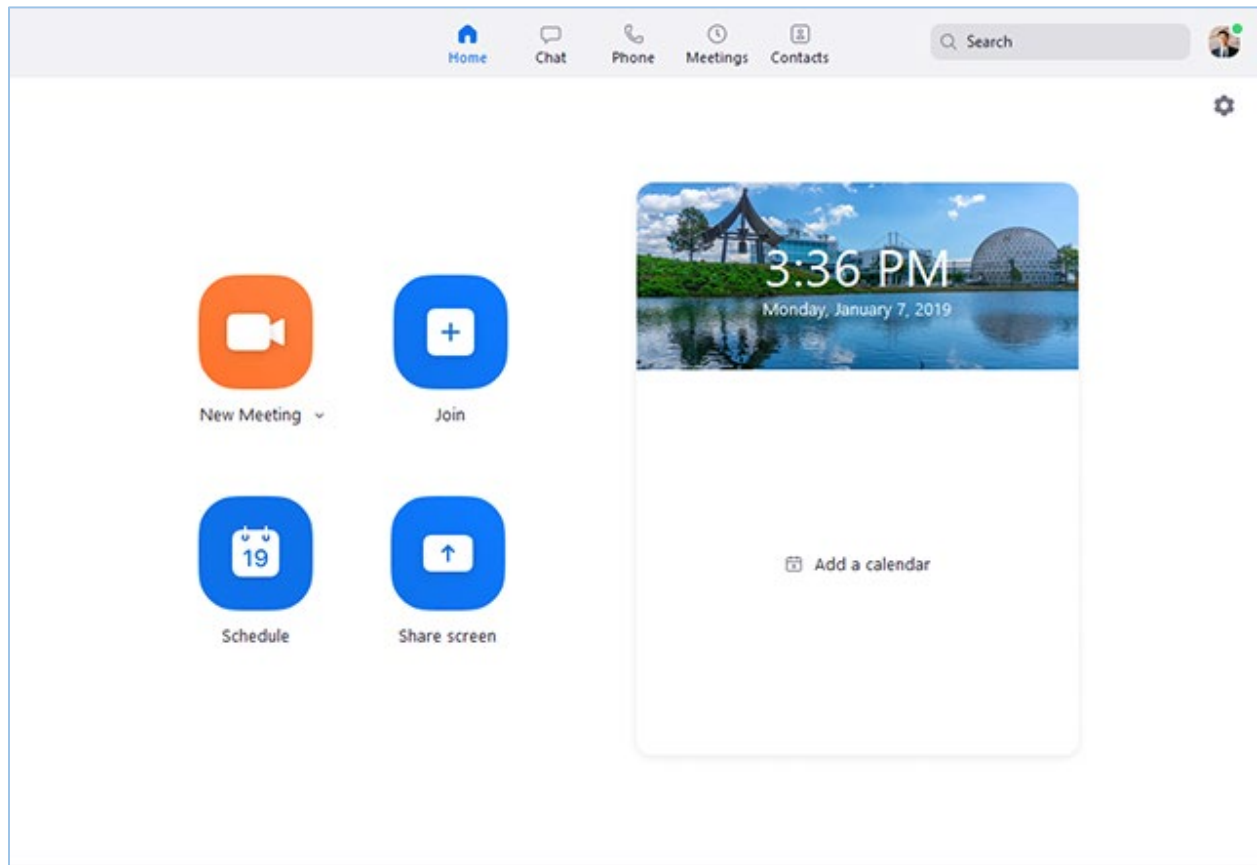 Home
Chat
Phone
Meetings
Contacts
Search
3:36 PM
Monday, January 7, 2019
New Meeting
Join
19
Schedule
Share screen
Add a calendar